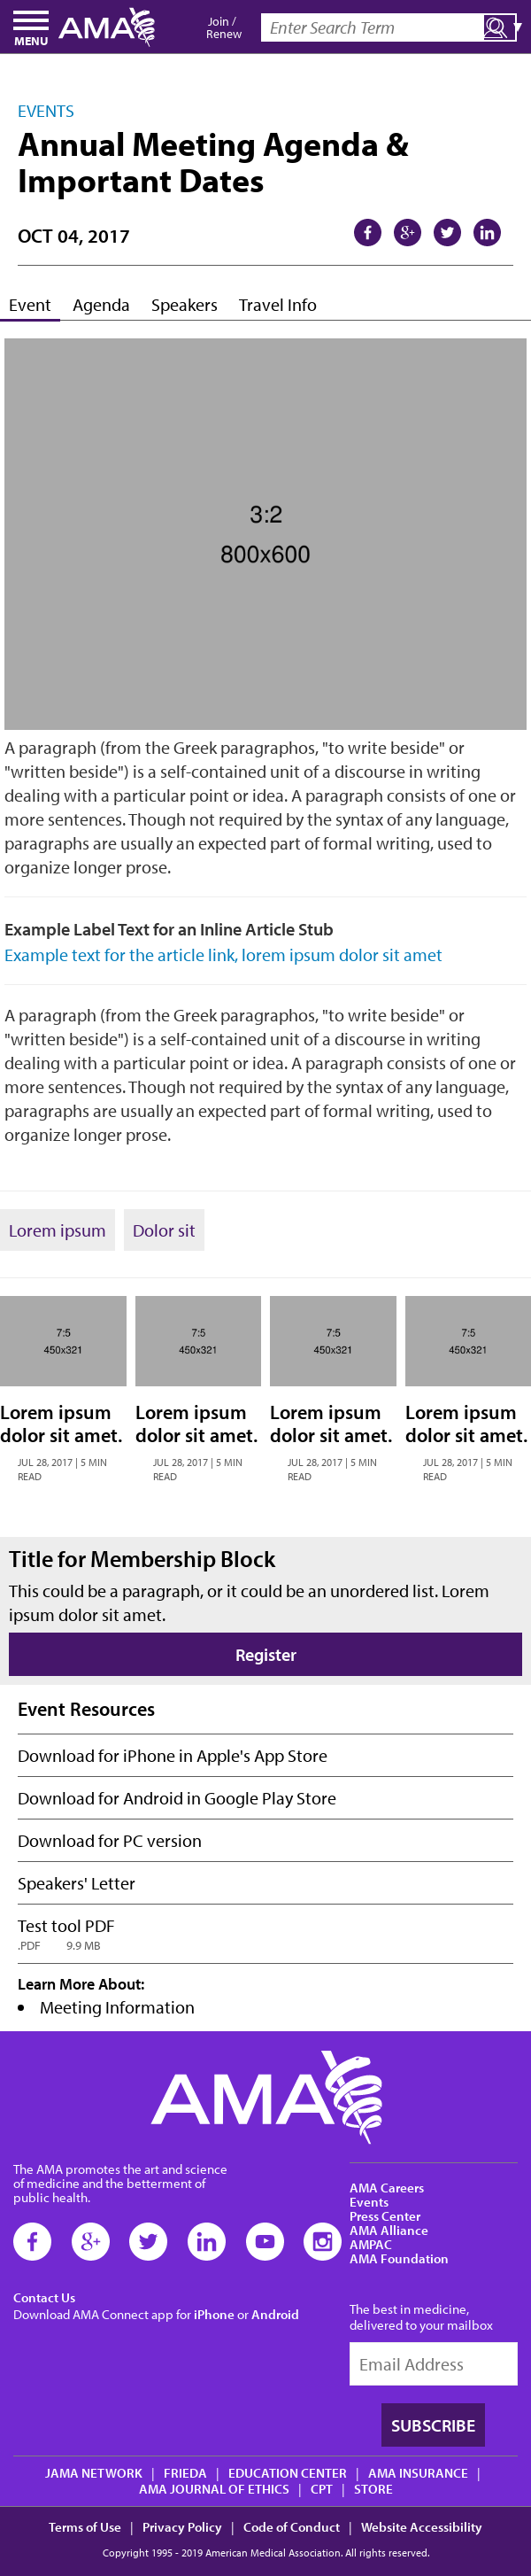 MENU
AMA
Join /
Renew
Enter Search Term
EVENTS
Annual Meeting Agenda &
Important Dates
OCT 04, 2017
Event Agenda Speakers Travel Info
3:2
800x600
A paragraph (from the Greek paragraphos, "to write beside" or
"written beside") is a self-contained unit of a discourse in writing
dealing with a particular point or idea. A paragraph consists of one or
more sentences. Though not required by the syntax of any language,
paragraphs are usually an expected part of formal writing, used to
organize longer prose.
Example Label Text for an Inline Article Stub
Example text for the article link, lorem ipsum dolor sit amet
A paragraph (from the Greek paragraphos, "to write beside" or
"written beside") is a self-contained unit of a discourse in writing
dealing with a particular point or idea. A paragraph consists of one or
more sentences. Though not required by the syntax of any language,
paragraphs are usually an expected part of formal writing, used to
organize longer prose.
Lorem ipsum Dolor sit
7:5
450x321
Lorem ipsum
dolor sit amet.
JUL 28, 2017 | 5 MIN
READ
7:5
450x321
Lorem ipsum
dolor sit amet.
JUL 28, 2017 | 5 MIN
READ
7:5
450x321
Lorem ipsum
dolor sit amet.
JUL 28, 2017 | 5 MIN
READ
7:5
450x321
Lorem ipsum
dolor sit amet.
JUL 28, 2017 | 5 MIN
READ
Title for Membership Block
This could be a paragraph, or it could be an unordered list. Lorem
ipsum dolor sit amet.
Register
Event Resources
Download for iPhone in Apple's App Store
Download for Android in Google Play Store
Download for PC version
Speakers' Letter
Test tool PDF
.PDF 9.9 MB
Learn More About:
• Meeting Information
AMA
The AMA promotes the art and science
of medicine and the betterment of
public health.
Contact Us
Download AMA Connect app for iPhone or Android
AMA Careers
Events
Press Center
AMA Alliance
AMPAC
AMA Foundation
The best in medicine,
delivered to your mailbox
Email Address
SUBSCRIBE
JAMA NETWORK | FRIEDA | EDUCATION CENTER | AMA INSURANCE |
AMA JOURNAL OF ETHICS | CPT | STORE
Terms of Use | Privacy Policy | Code of Conduct | Website Accessibility
Copyright 1995 - 2019 American Medical Association. All rights reserved.